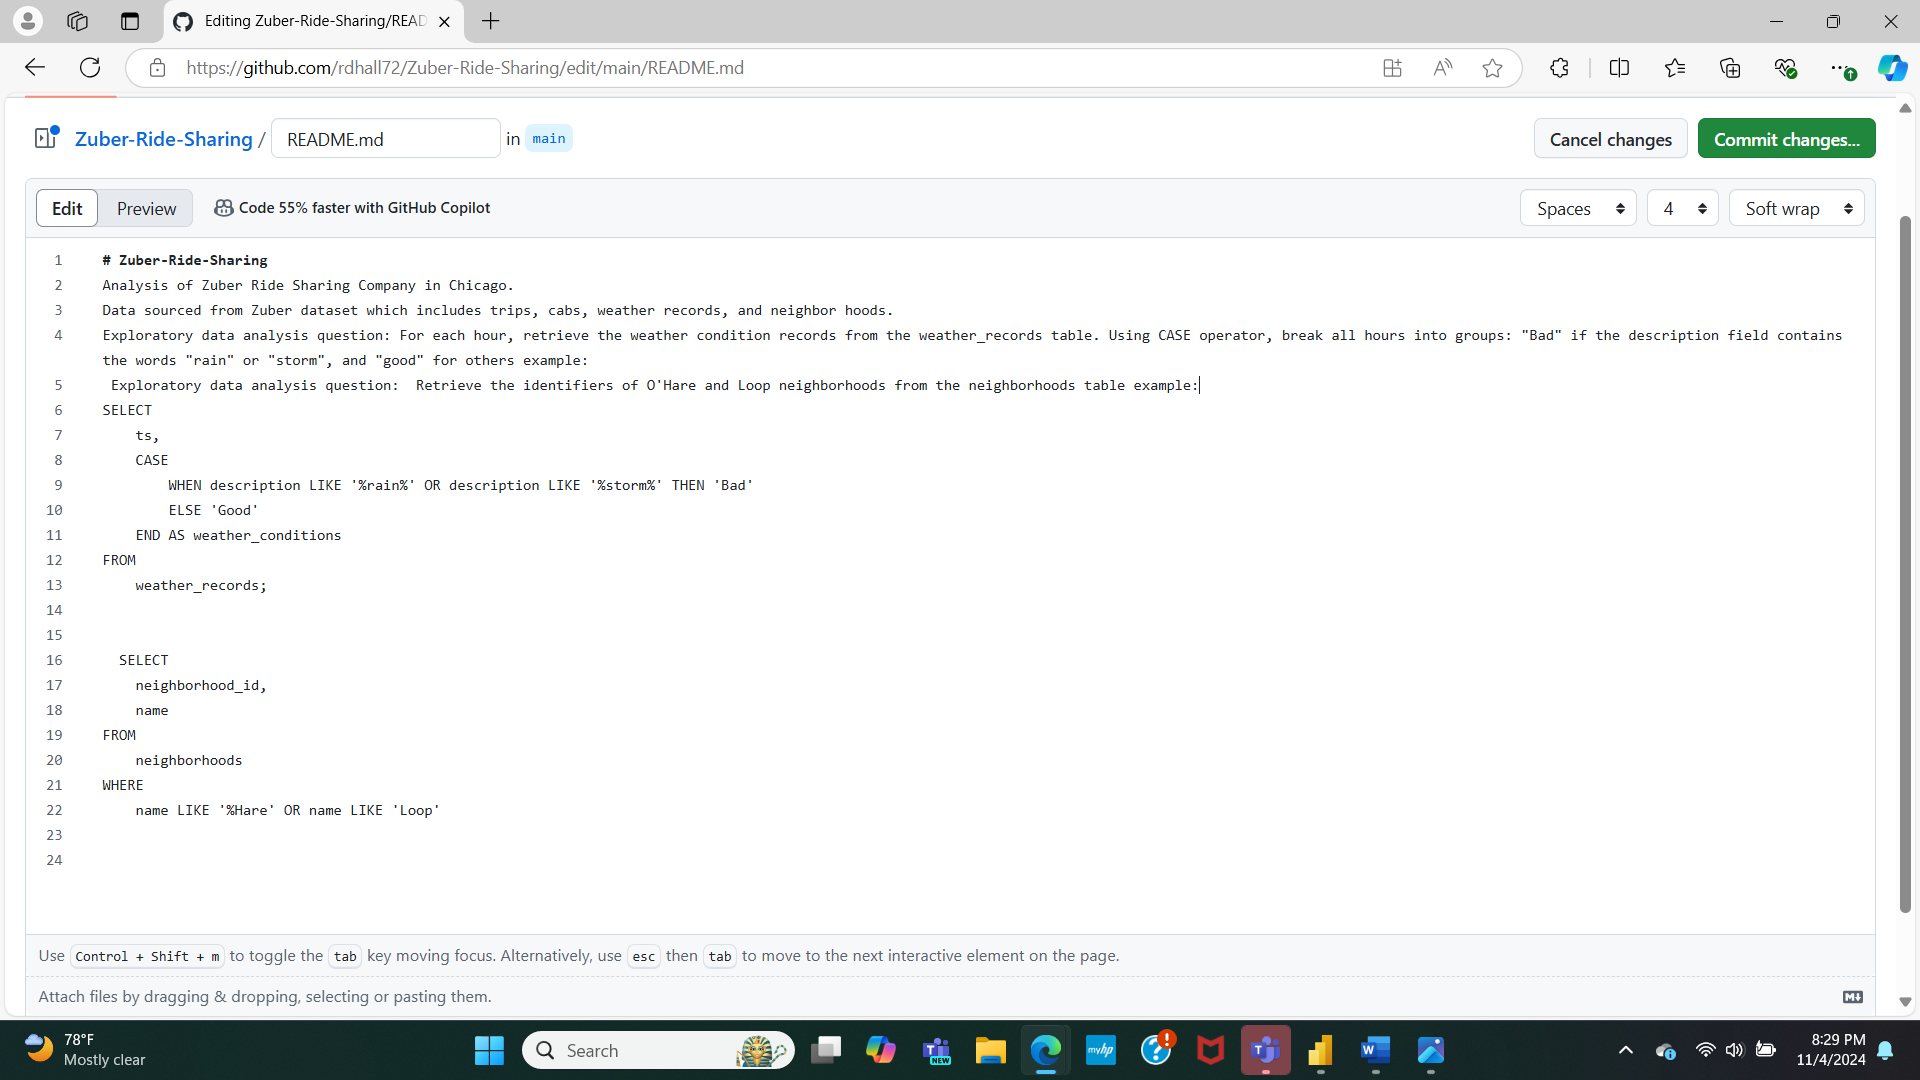 Editing Zuber-Ride-Sharing/READ
https://github.com/rdhall72/Zuber-Ride-Sharing/edit/main/README.md
Zuber-Ride-Sharing / README.md in main Cancel changes Commit changes...
Edit Preview Code 55% faster with GitHub Copilot Spaces 4 Soft wrap
1 # Zuber-Ride-Sharing
2 Analysis of Zuber Ride Sharing Company in Chicago.
3 Data sourced from Zuber dataset which includes trips, cabs, weather records, and neighbor hoods.
4 Exploratory data analysis question: For each hour, retrieve the weather condition records from the weather_records table. Using CASE operator, break all hours into groups: "Bad" if the description field contains
the words "rain" or "storm", and "good" for others example:
5 Exploratory data analysis question:  Retrieve the identifiers of O'Hare and Loop neighborhoods from the neighborhoods table example:
6 SELECT
7 ts,
8 CASE
9 WHEN description LIKE '%rain%' OR description LIKE '%storm%' THEN 'Bad'
10 ELSE 'Good'
11 END AS weather_conditions
12 FROM
13 weather_records;
14
15
16 SELECT
17 neighborhood_id,
18 name
19 FROM
20 neighborhoods
21 WHERE
22 name LIKE '%Hare' OR name LIKE 'Loop'
23
24
Use Control + Shift + m to toggle the tab key moving focus. Alternatively, use esc then tab to move to the next interactive element on the page.
Attach files by dragging & dropping, selecting or pasting them.
78°F
Mostly clear
Search
NEW
myhp
8:29 PM
11/4/2024